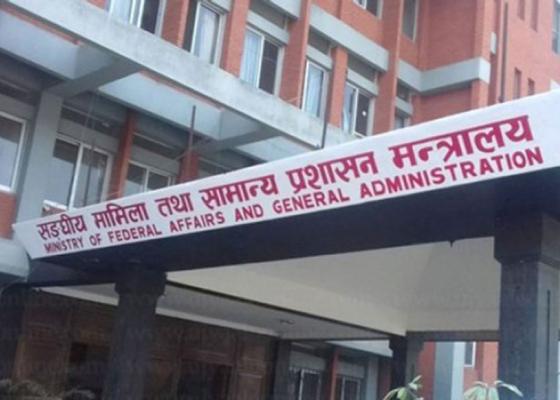 सङ्घीय मामिला तथा सामान्य प्रशासन मन्त्रालय
MINISTRY OF FEDERAL AFFAIRS AND GENERAL ADMINISTRATION